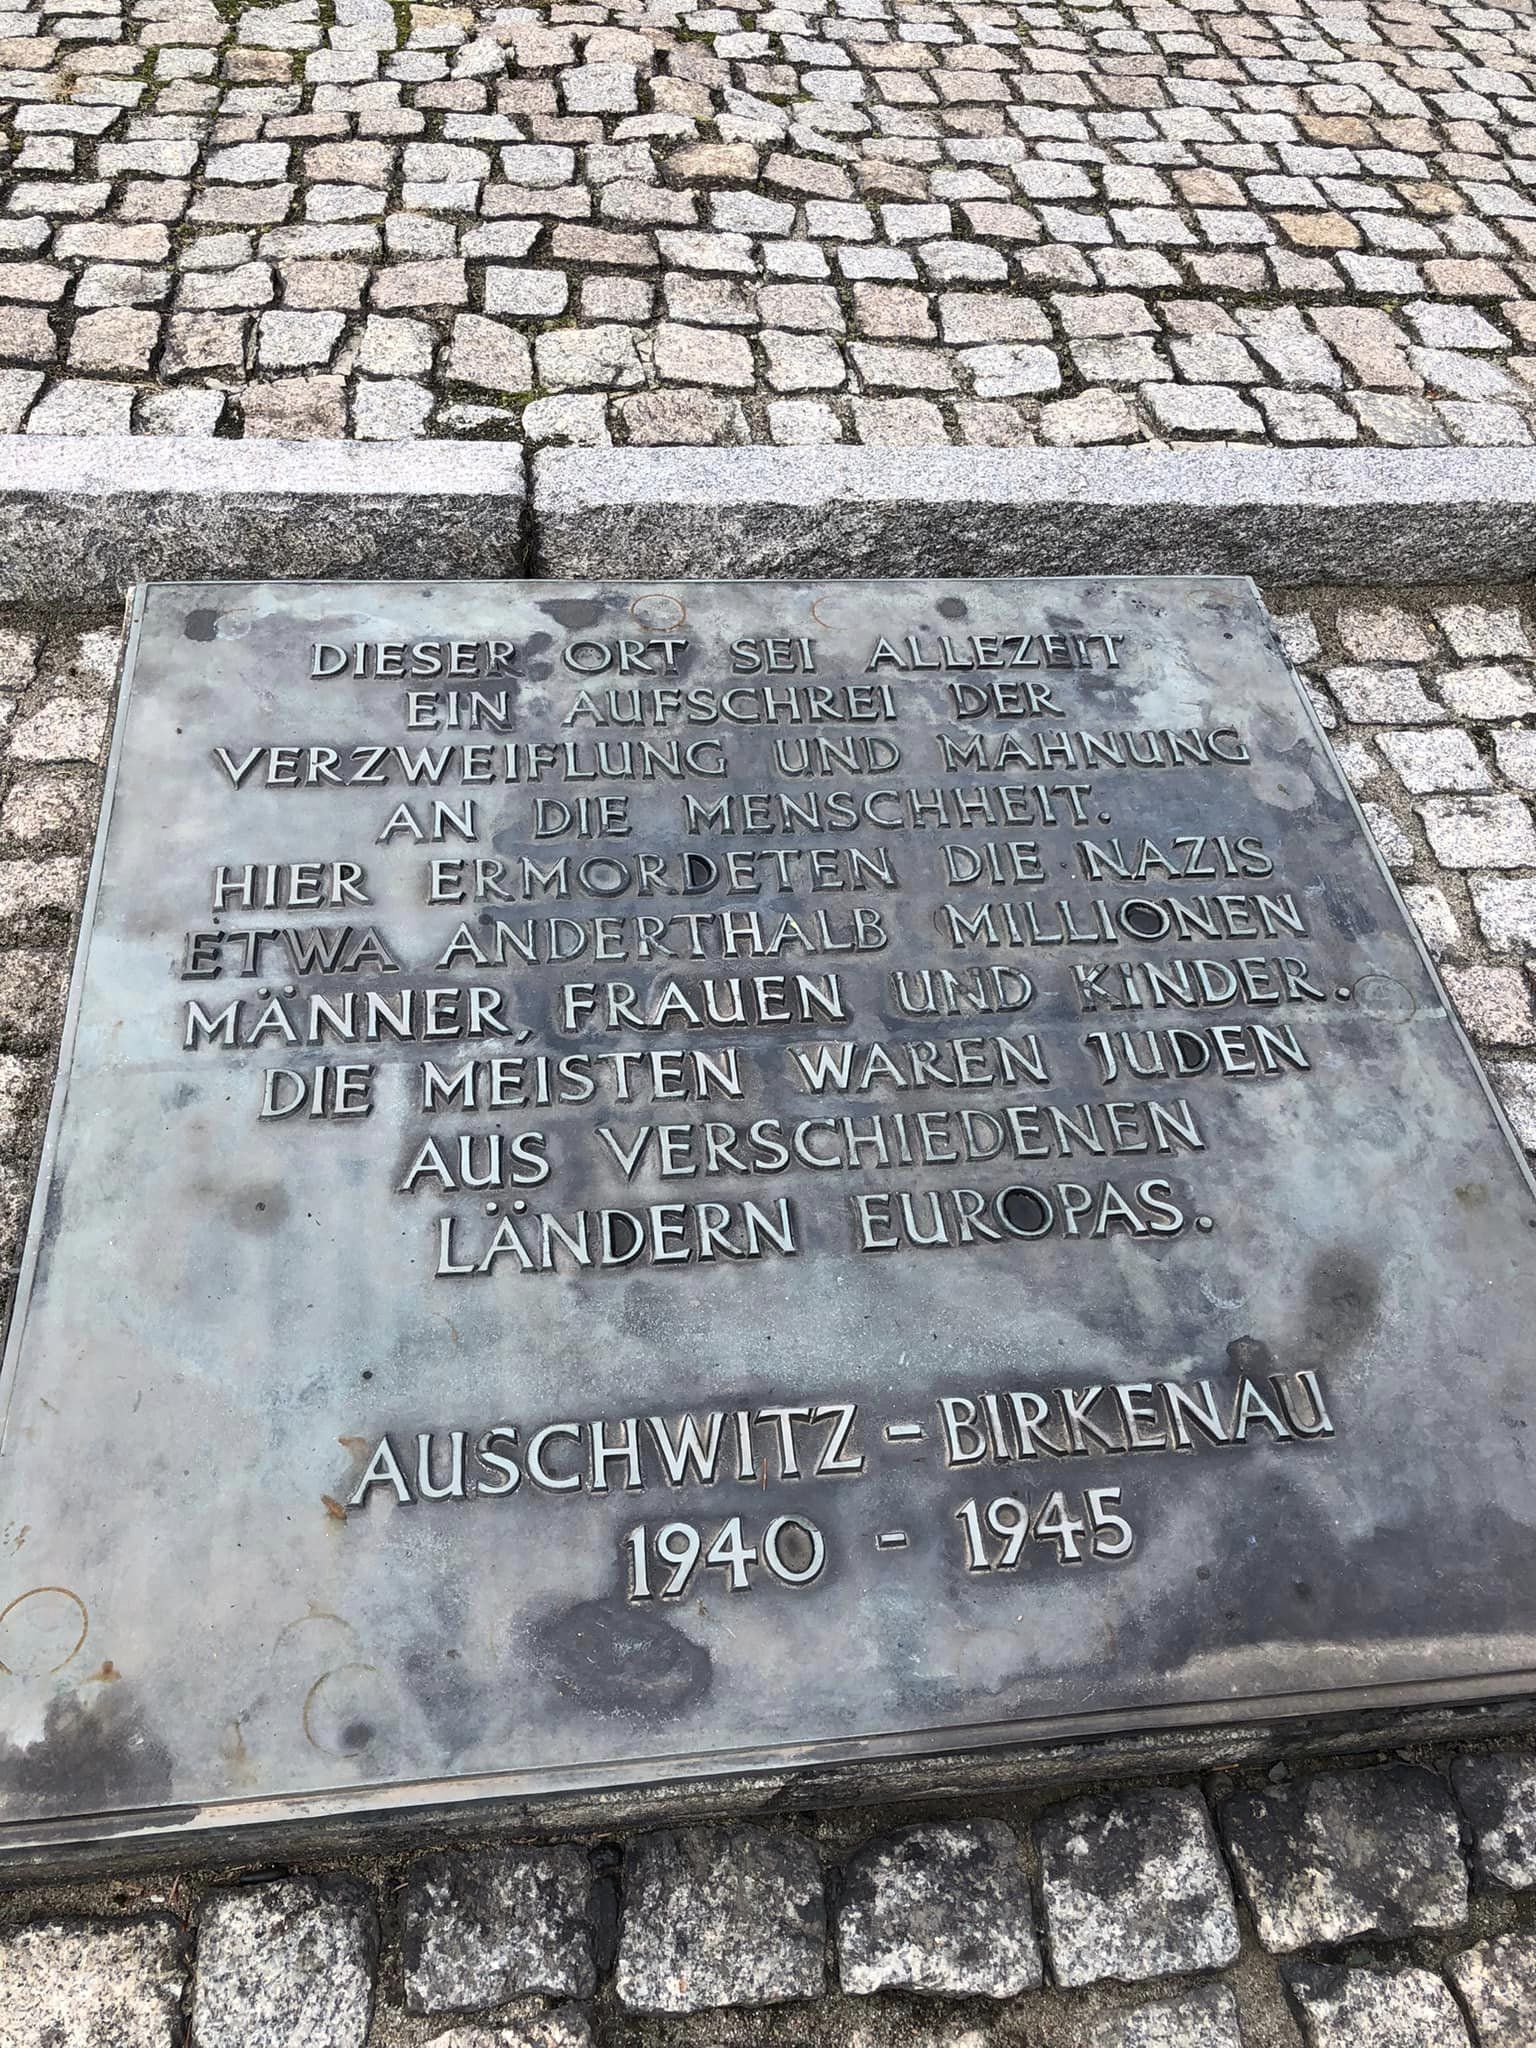 DIESER ORT SEI ALLEZEIT
EIN AUFSCHREI DER
VERZWEIFLUNG UND MAHNUNG
AN DIE MENSCHHEIT.
HIER ERMORDETEN DIE NAZIS
ETWA ANDERTHALB MILLIONEN
MÄNNER, FRAUEN UND KINDER.
DIE MEISTEN WAREN JUDEN
AUS VERSCHIEDENEN
LÄNDERN EUROPAS.
AUSCHWITZ - BIRKENAU
1940 - 1945